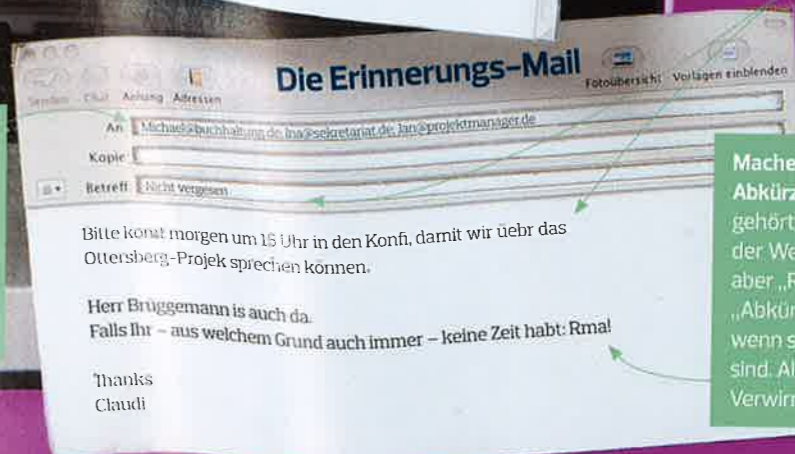 Die Erinnerungs-Mail
Senden Chat Anhang Adressen
Fotoübersicht Vorlagen einblenden
An Michael@buchhaltung.de, Ina@sekretariat.de, Jan@projektmanager.de
Kopie
Betreff Nicht vergesen
Bitte komt morgen um 15 Uhr in den Konfi, damit wir üebr das
Ottersberg-Projek sprechen können.
Herr Brüggemann is auch da.
Falls Ihr – aus welchem Grund auch immer – keine Zeit habt: Rma!
Thanks
Claudi
Mache
Abkürz
gehört
der We
aber „R
„Abkür
wenn s
sind. Al
Verwirr